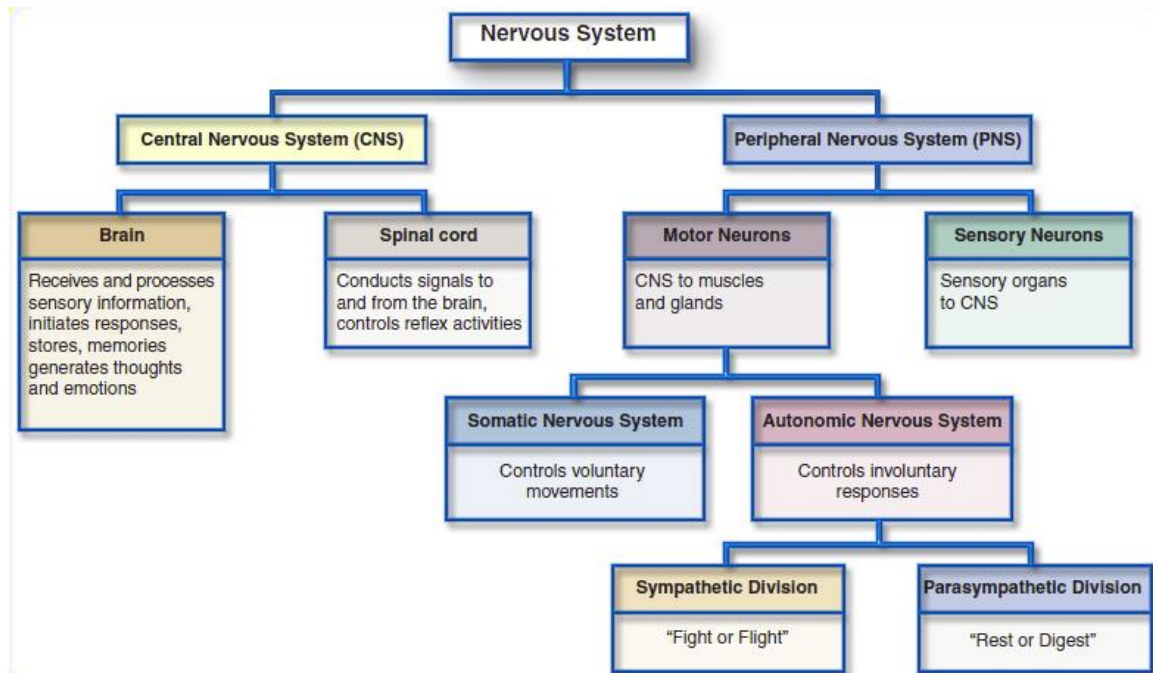 Nervous System
Central Nervous System (CNS)
Peripheral Nervous System (PNS)
Brain
Receives and processes
sensory information,
initiates responses,
stores, memories
generates thoughts
and emotions
Spinal cord
Conducts signals to
and from the brain,
controls reflex activities
Motor Neurons
CNS to muscles
and glands
Sensory Neurons
Sensory organs
to CNS
Somatic Nervous System
Controls voluntary
movements
Autonomic Nervous System
Controls involuntary
responses
Sympathetic Division
“Fight or Flight”
Parasympathetic Division
“Rest or Digest”